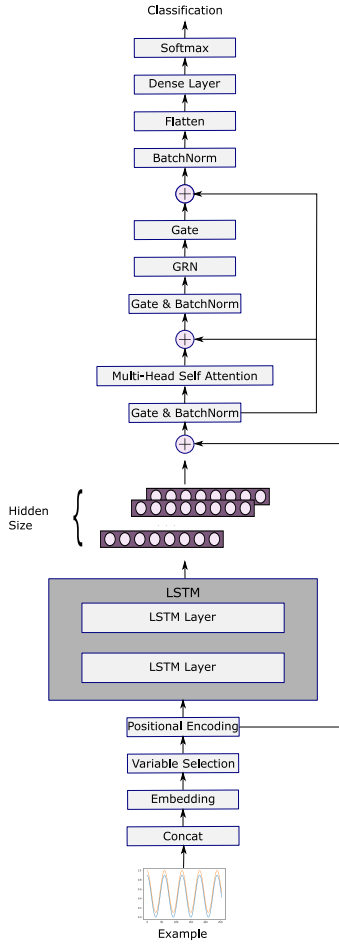 Classification
Softmax
Dense Layer
Flatten
BatchNorm
Gate
GRN
Gate & BatchNorm
Multi-Head Self Attention
Gate & BatchNorm
Hidden
Size
LSTM
LSTM Layer
LSTM Layer
Positional Encoding
Variable Selection
Embedding
Concat
Example